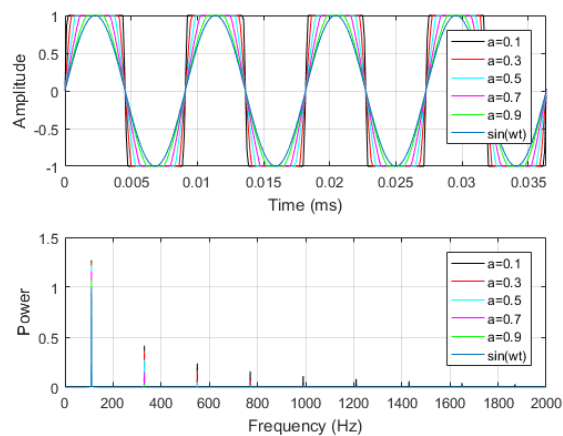 1
0.5
0
-0.5
-1
Amplitude
0 0.005 0.01 0.015 0.02 0.025 0.03 0.035
Time (ms)
a=0.1
a=0.3
a=0.5
a=0.7
a=0.9
sin(wt)
1.5
1
0.5
0
Power
0 200 400 600 800 1000 1200 1400 1600 1800 2000
Frequency (Hz)
a=0.1
a=0.3
a=0.5
a=0.7
a=0.9
sin(wt)